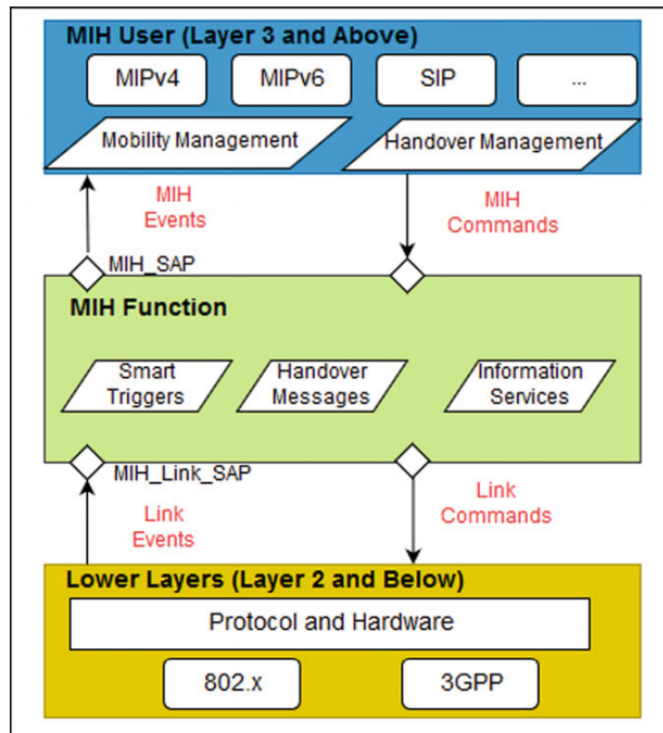 MIH User (Layer 3 and Above)
MIPv4
MIPv6
SIP
...
Mobility Management
Handover Management
MIH
Events
MIH
Commands
MIH_SAP
MIH Function
Smart
Triggers
Handover
Messages
Information
Services
MIH_Link_SAP
Link
Events
Link
Commands
Lower Layers (Layer 2 and Below)
Protocol and Hardware
802.x
3GPP